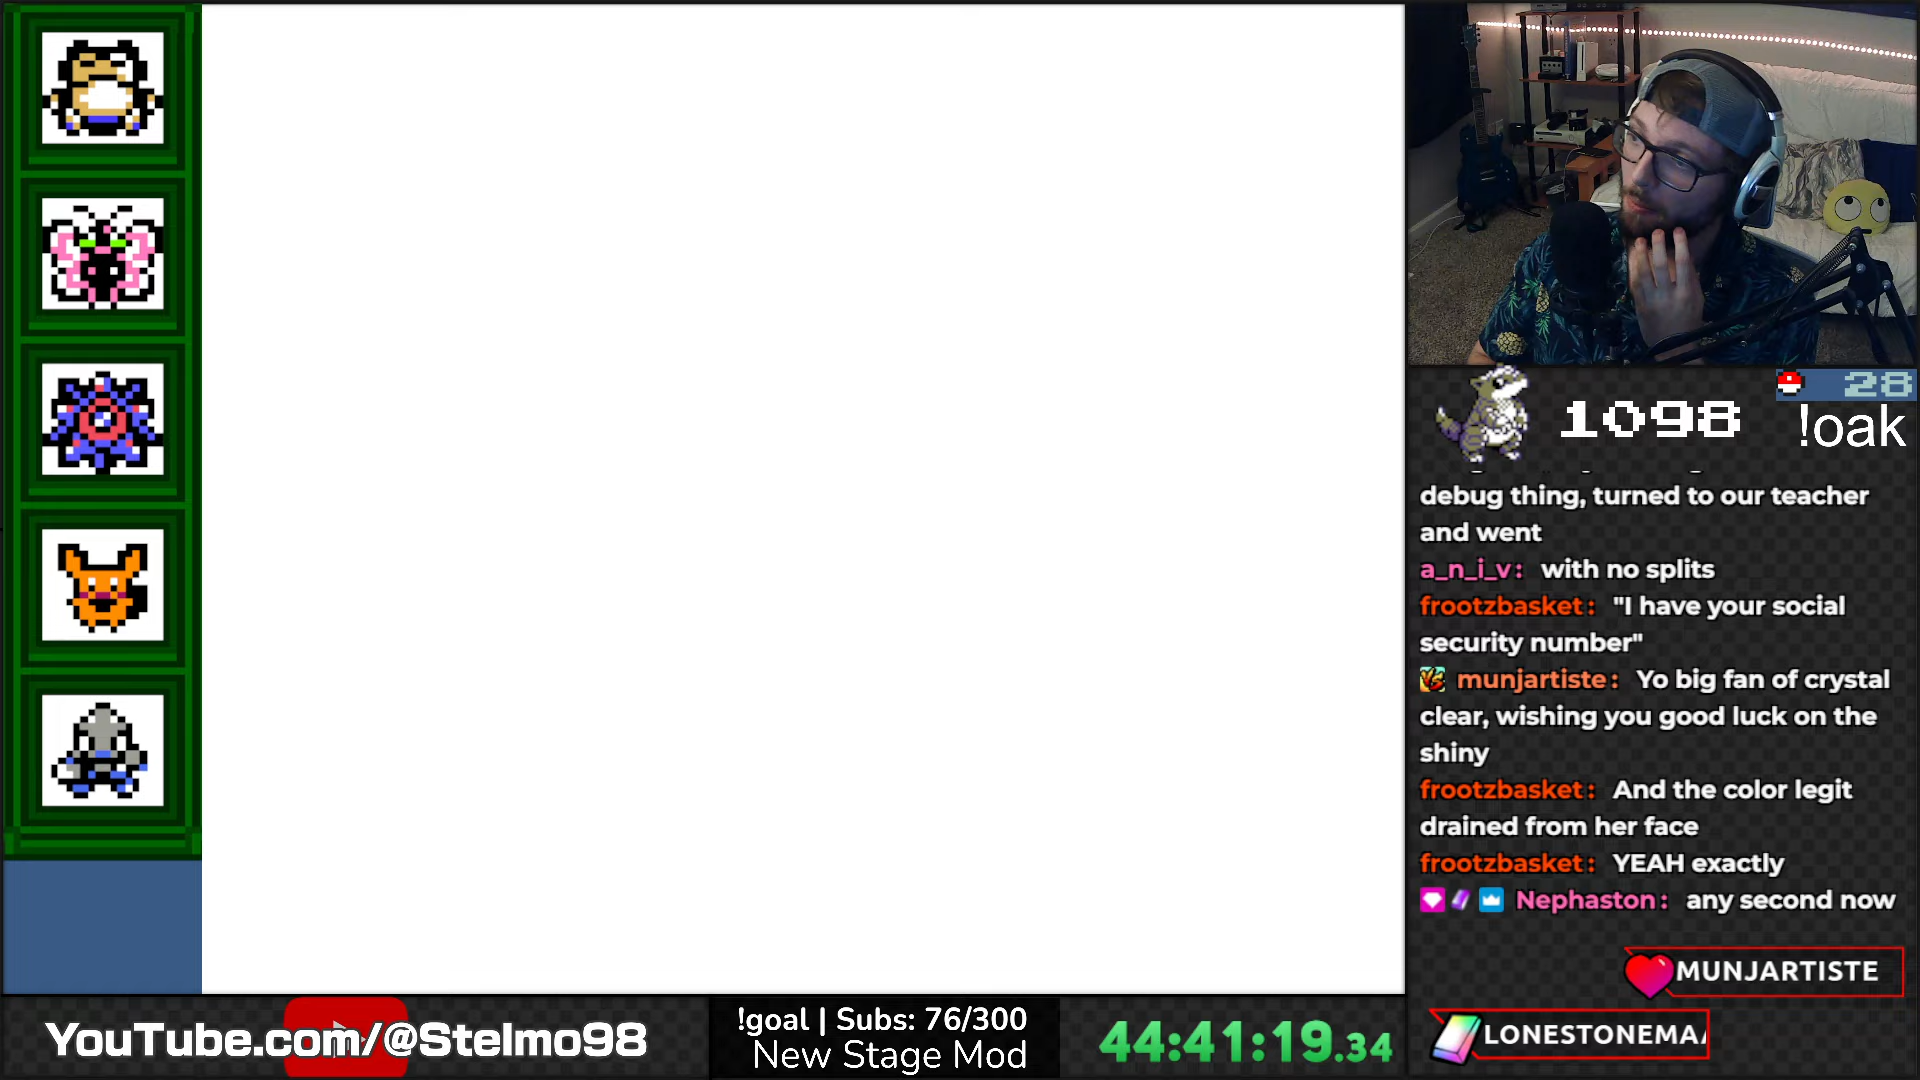 28
1098
!oak
debug thing, turned to our teacher
and went
a_n_i_v: with no splits
frootzbasket: "I have your social
security number"
munjartiste: Yo big fan of crystal
clear, wishing you good luck on the
shiny
frootzbasket: And the color legit
drained from her face
frootzbasket: YEAH exactly
Nephaston: any second now
MUNJARTISTE
LONESTONEMA
YouTube.com/@Stelmo98
!goal | Subs: 76/300
New Stage Mod
44:41:19.34